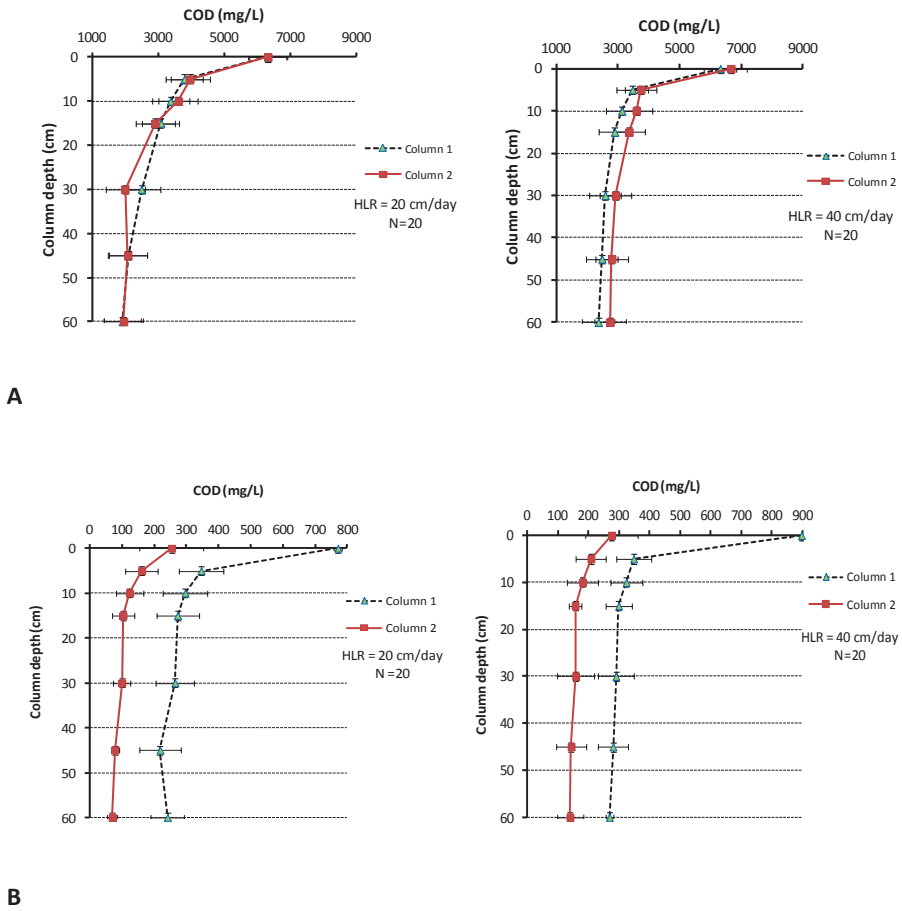 COD (mg/L)
1000 3000 5000 7000 9000
0
10
20
30
40
50
60
Column depth (cm)
Column 1
Column 2
HLR = 20 cm/day
N=20
COD (mg/L)
1000 3000 5000 7000 9000
0
10
20
30
40
50
60
Column depth (cm)
Column 1
Column 2
HLR = 40 cm/day
N=20
A
COD (mg/L)
0 100 200 300 400 500 600 700 800
0
10
20
30
40
50
60
Column depth (cm)
Column 1
Column 2
HLR = 20 cm/day
N=20
COD (mg/L)
0 100 200 300 400 500 600 700 800 900
0
10
20
30
40
50
60
Column depth (cm)
Column 1
Column 2
HLR = 40 cm/day
N=20
B